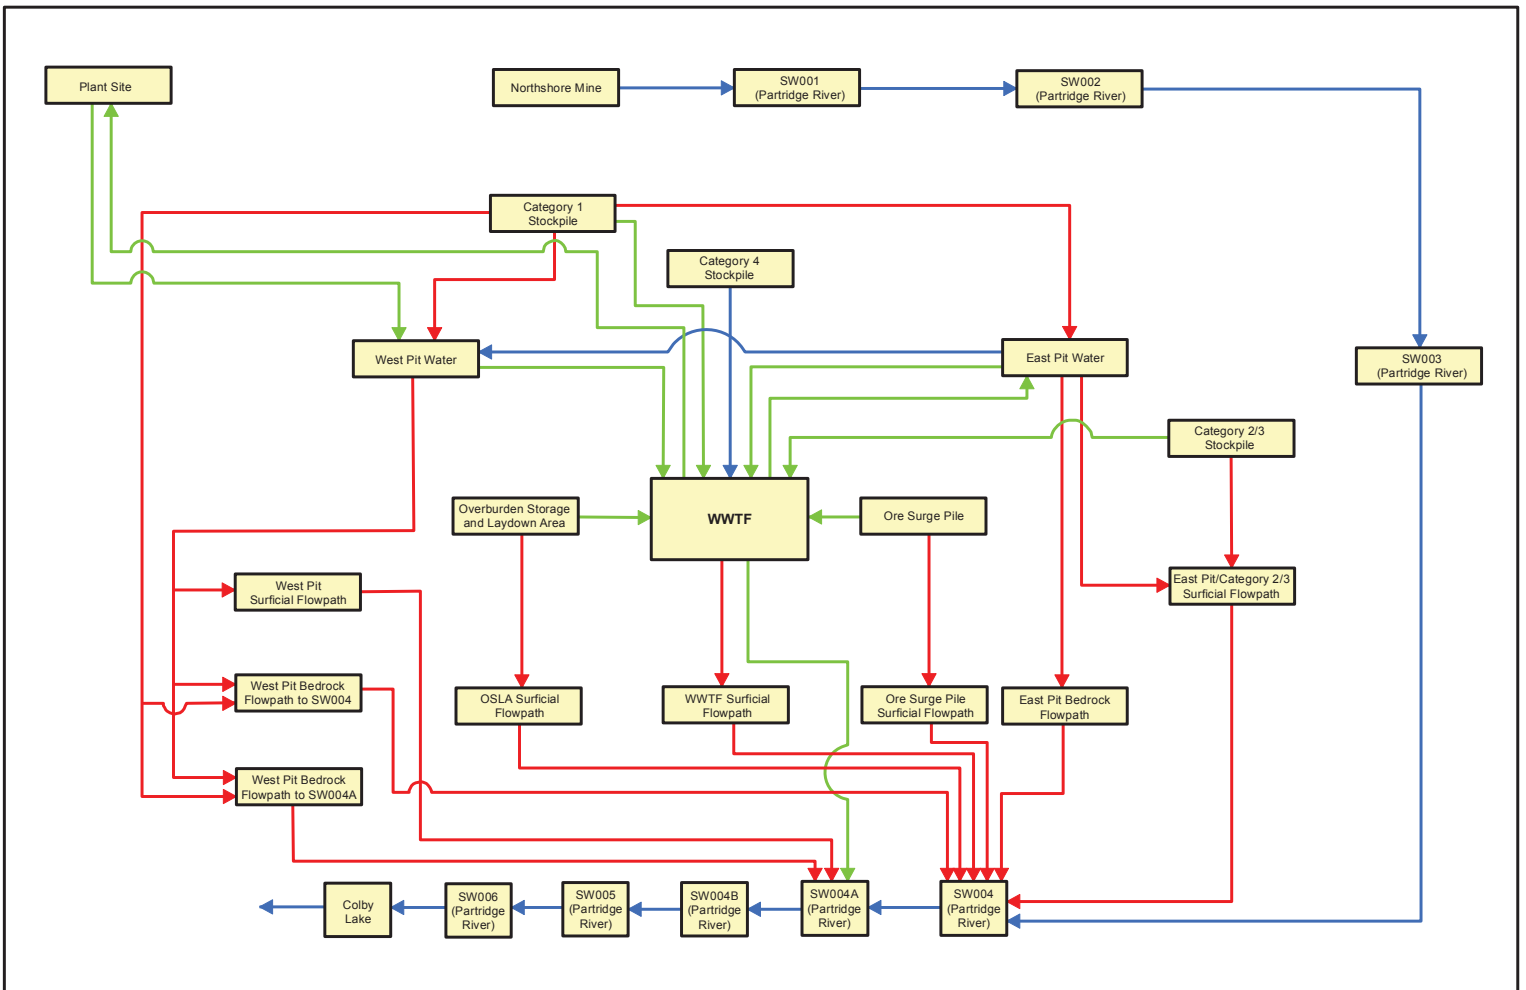 Plant Site
Northshore Mine
SW001
(Partridge River)
SW002
(Partridge River)
Category 1
Stockpile
Category 4
Stockpile
West Pit Water
East Pit Water
SW003
(Partridge River)
Category 2/3
Stockpile
Overburden Storage
and Laydown Area
WWTF
Ore Surge Pile
West Pit
Surficial Flowpath
East Pit/Category 2/3
Surficial Flowpath
West Pit Bedrock
Flowpath to SW004
OSLA Surficial
Flowpath
WWTF Surficial
Flowpath
Ore Surge Pile
Surficial Flowpath
East Pit Bedrock
Flowpath
West Pit Bedrock
Flowpath to SW004A
Colby
Lake
SW006
(Partridge
River)
SW005
(Partridge
River)
SW004B
(Partridge
River)
SW004A
(Partridge
River)
SW004
(Partridge
River)